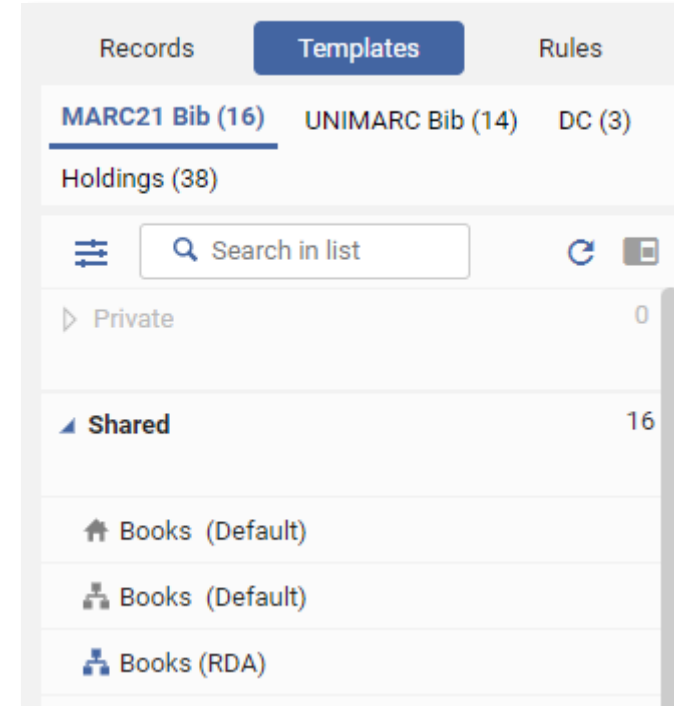 Records Templates Rules
MARC21 Bib (16) UNIMARC Bib (14) DC (3)
Holdings (38)
Search in list
Private 0
Shared 16
Books (Default)
Books (Default)
Books (RDA)